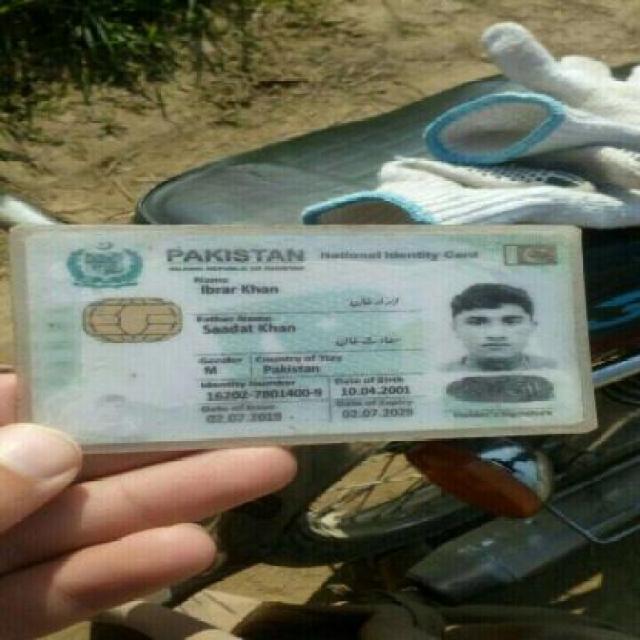 PAKISTAN National Identity Card
ISLAMIC REPUBLIC OF PAKISTAN
Name
Ibrar Khan
ابرار خان
Father Name
Saadat Khan
سعادت خان
Gender Country of Stay
M Pakistan
Identity Number Date of Birth
16202-7801400-9 10.04.2001
Date of Issue Date of
02.07.2019 02.07.2029
Holder's Signature